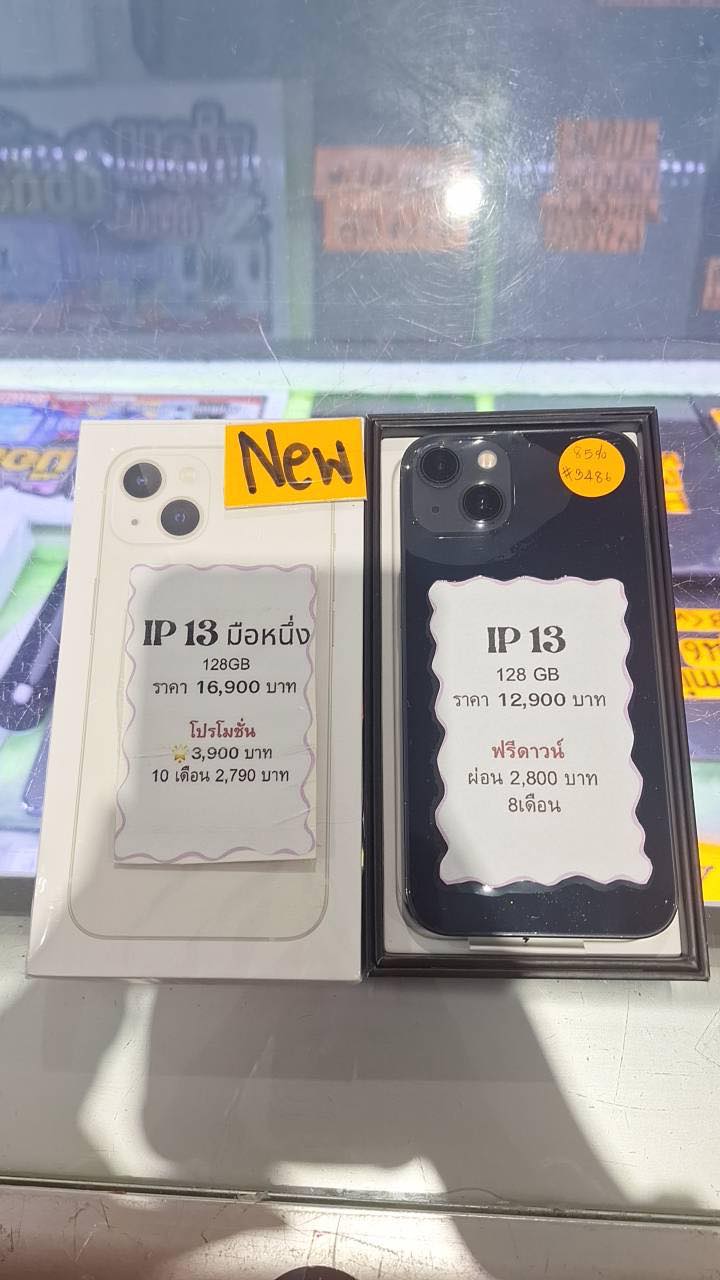 New
IP 13 มือหนึ่ง
128GB
ราคา 16,900 บาท
โปรโมชั่น
3,900 บาท
10 เดือน 2,790 บาท
85%
#3486
IP 13
128 GB
ราคา 12,900 บาท
ฟรีดาวน์
ผ่อน 2,800 บาท
8เดือน